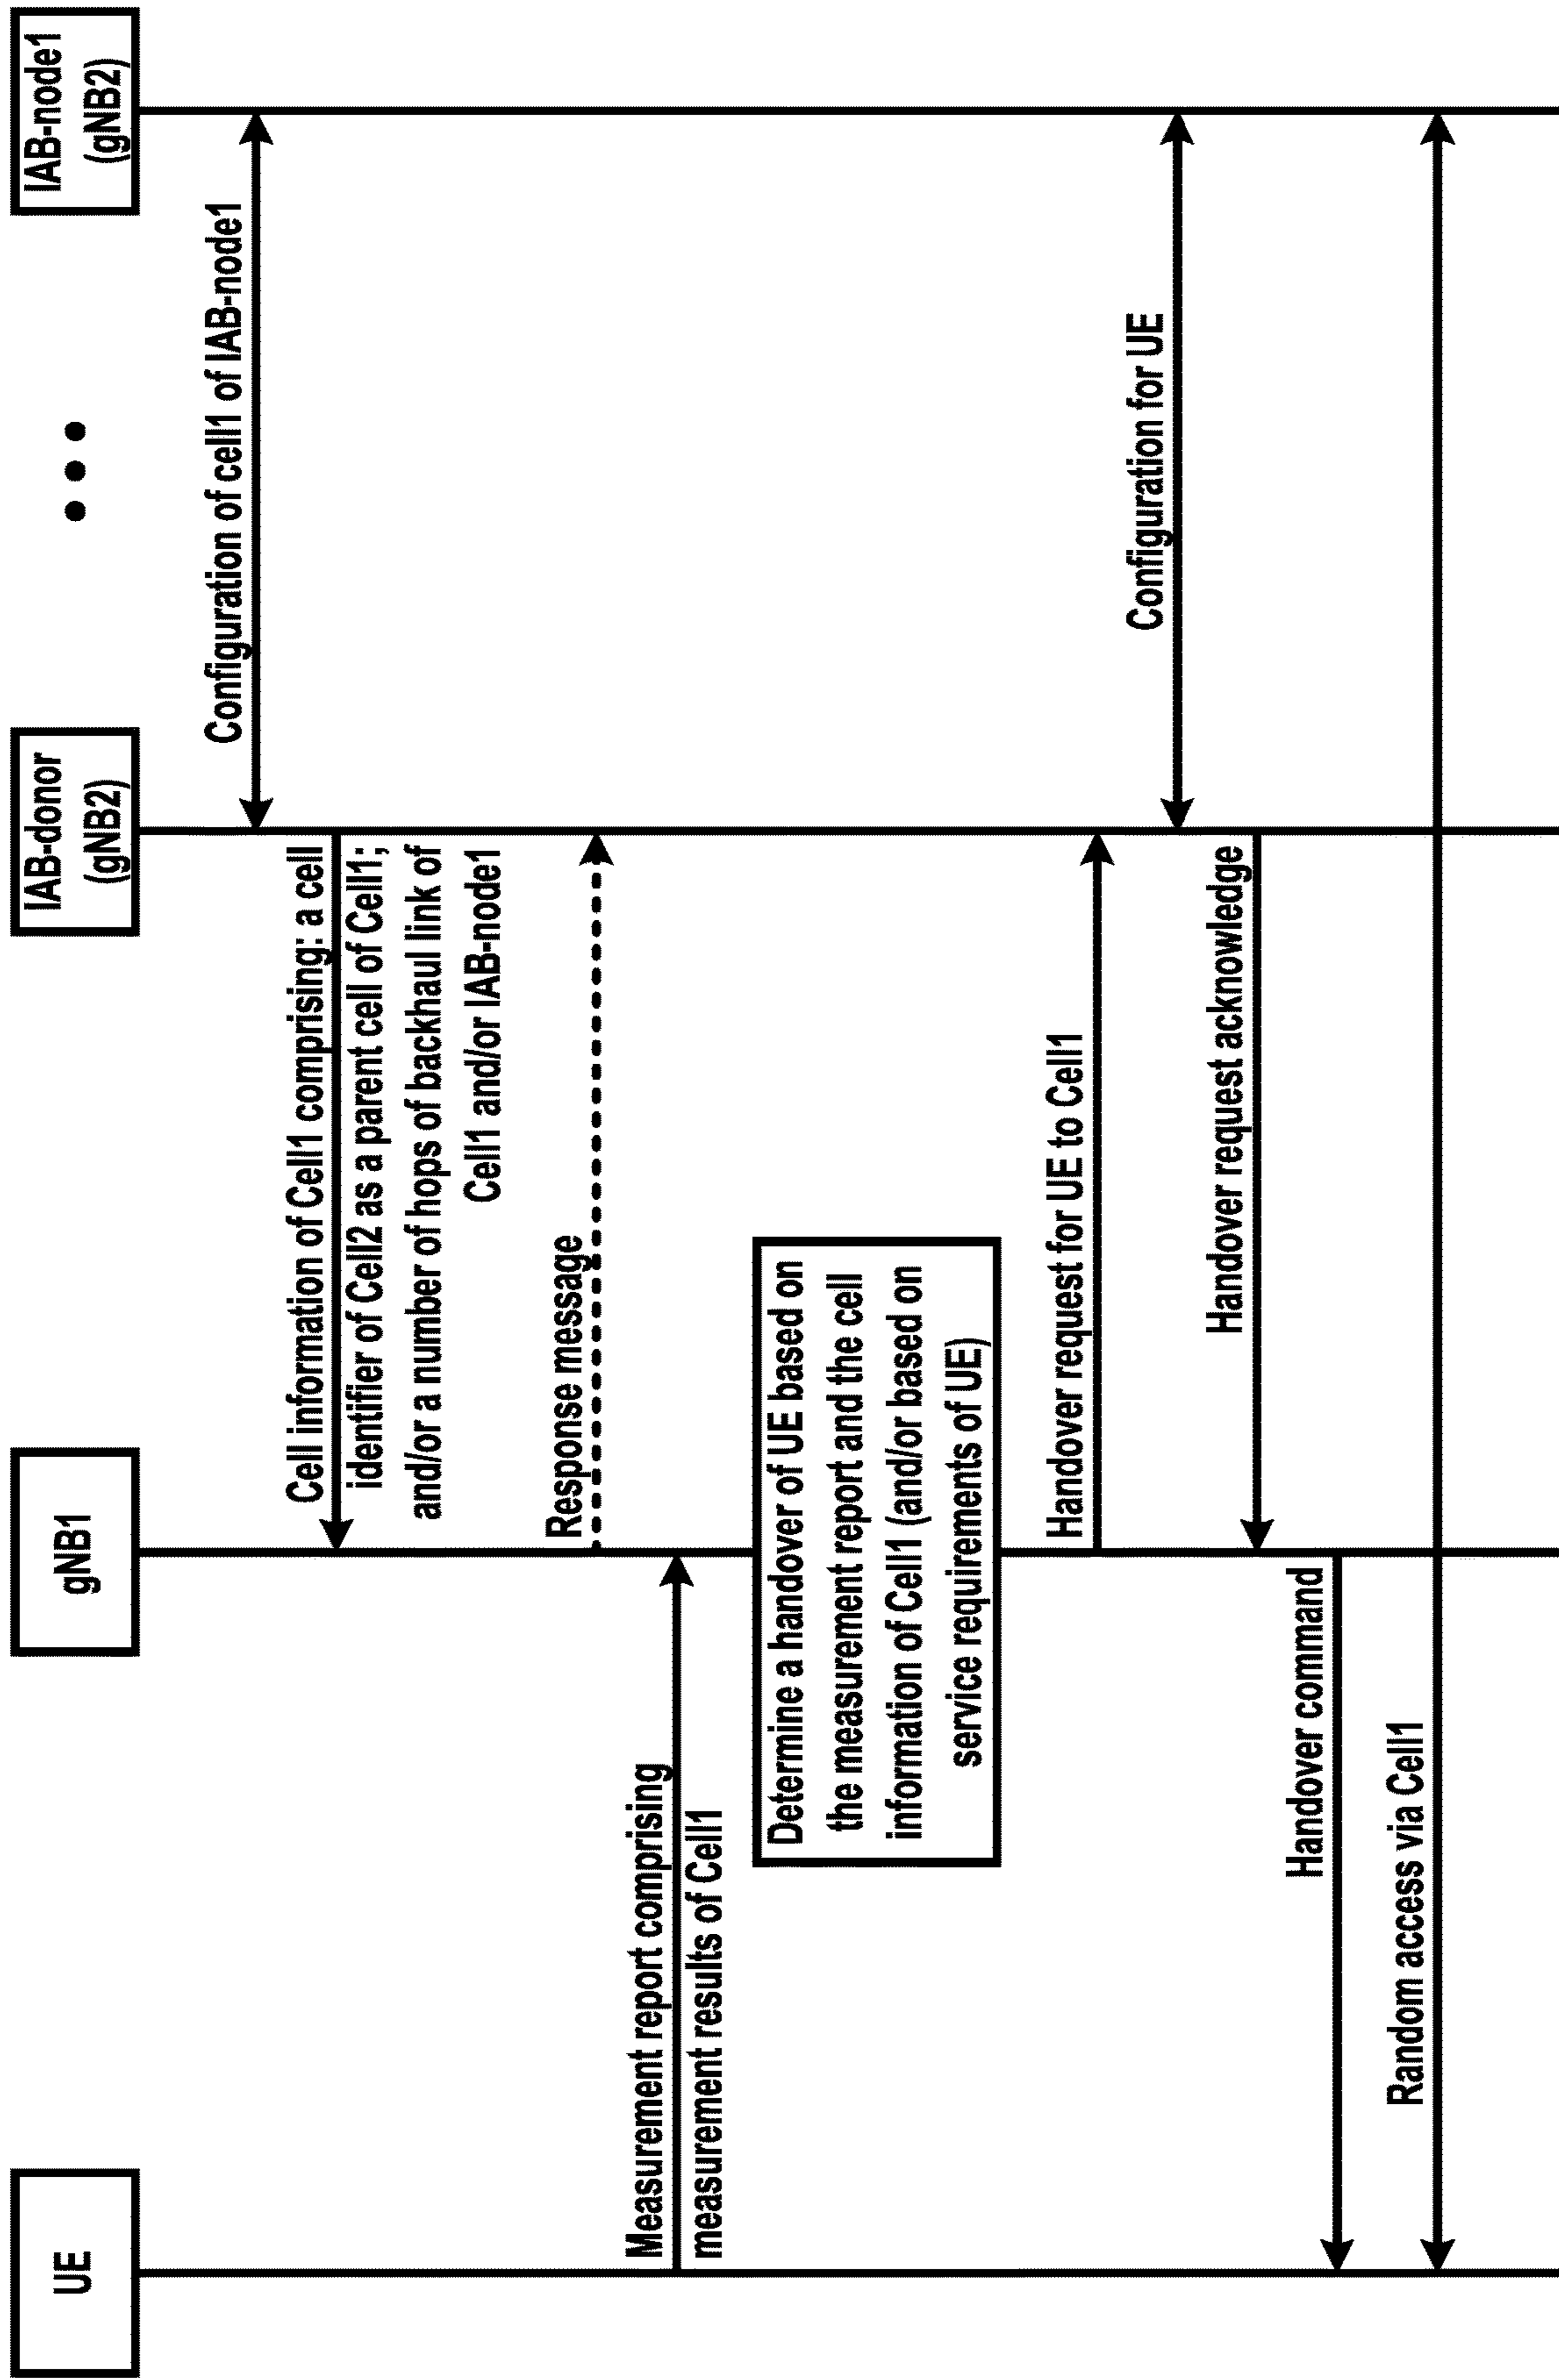 UE
gNB1
IAB-donor
(gNB2)
IAB-node1
(gNB2)
Configuration of cell1 of IAB-node1
Cell information of Cell1 comprising: a cell
identifier of Cell2 as a parent cell of Cell1;
and/or a number of hops of backhaul link of
Cell1 and/or IAB-node1
Response message
Measurement report comprising
measurement results of Cell1
Determine a handover of UE based on
the measurement report and the cell
information of Cell1 (and/or based on
service requirements of UE)
Handover request for UE to Cell1
Configuration for UE
Handover request acknowledge
Handover command
Random access via Cell1